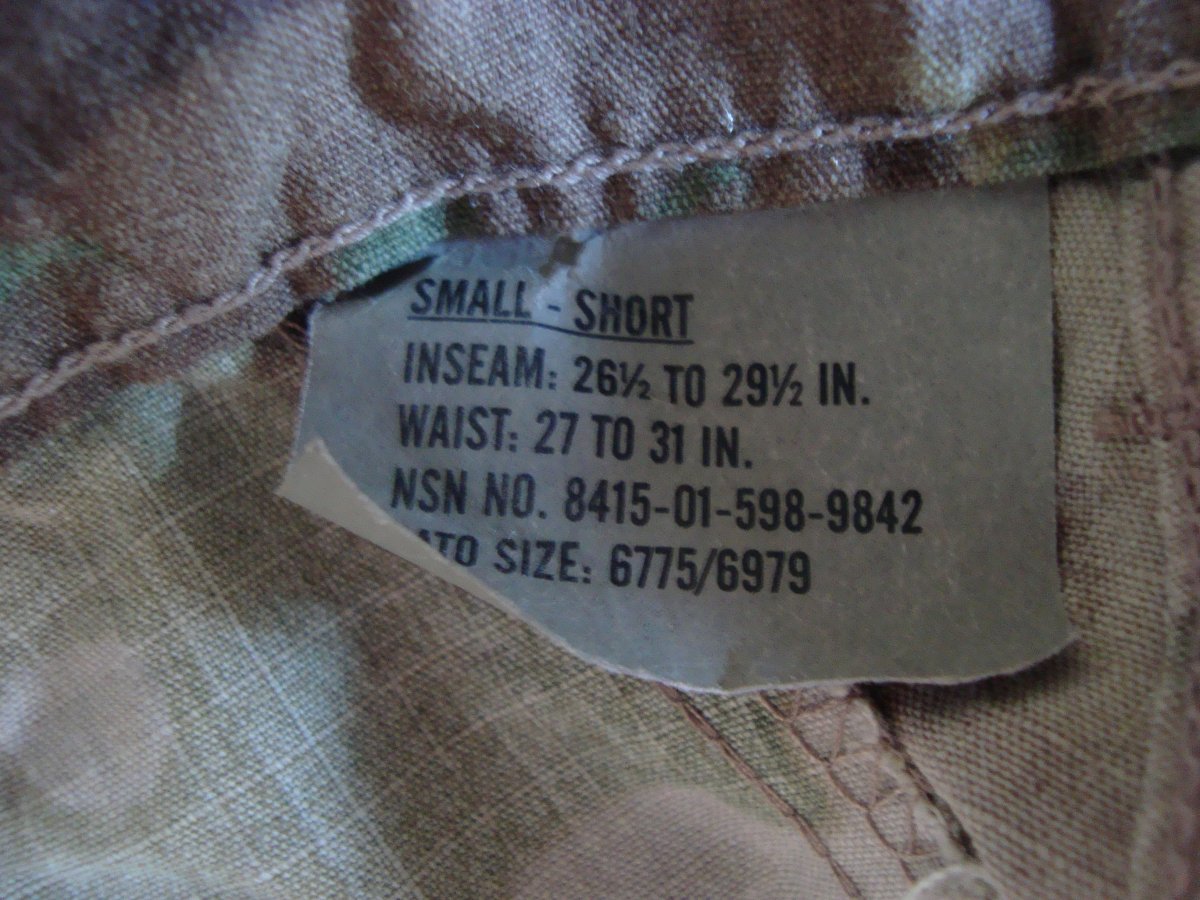 SMALL - SHORT
INSEAM: 26½ TO 29½ IN.
WAIST: 27 TO 31 IN.
NSN NO. 8415-01-598-9842
ATO SIZE: 6775/6979